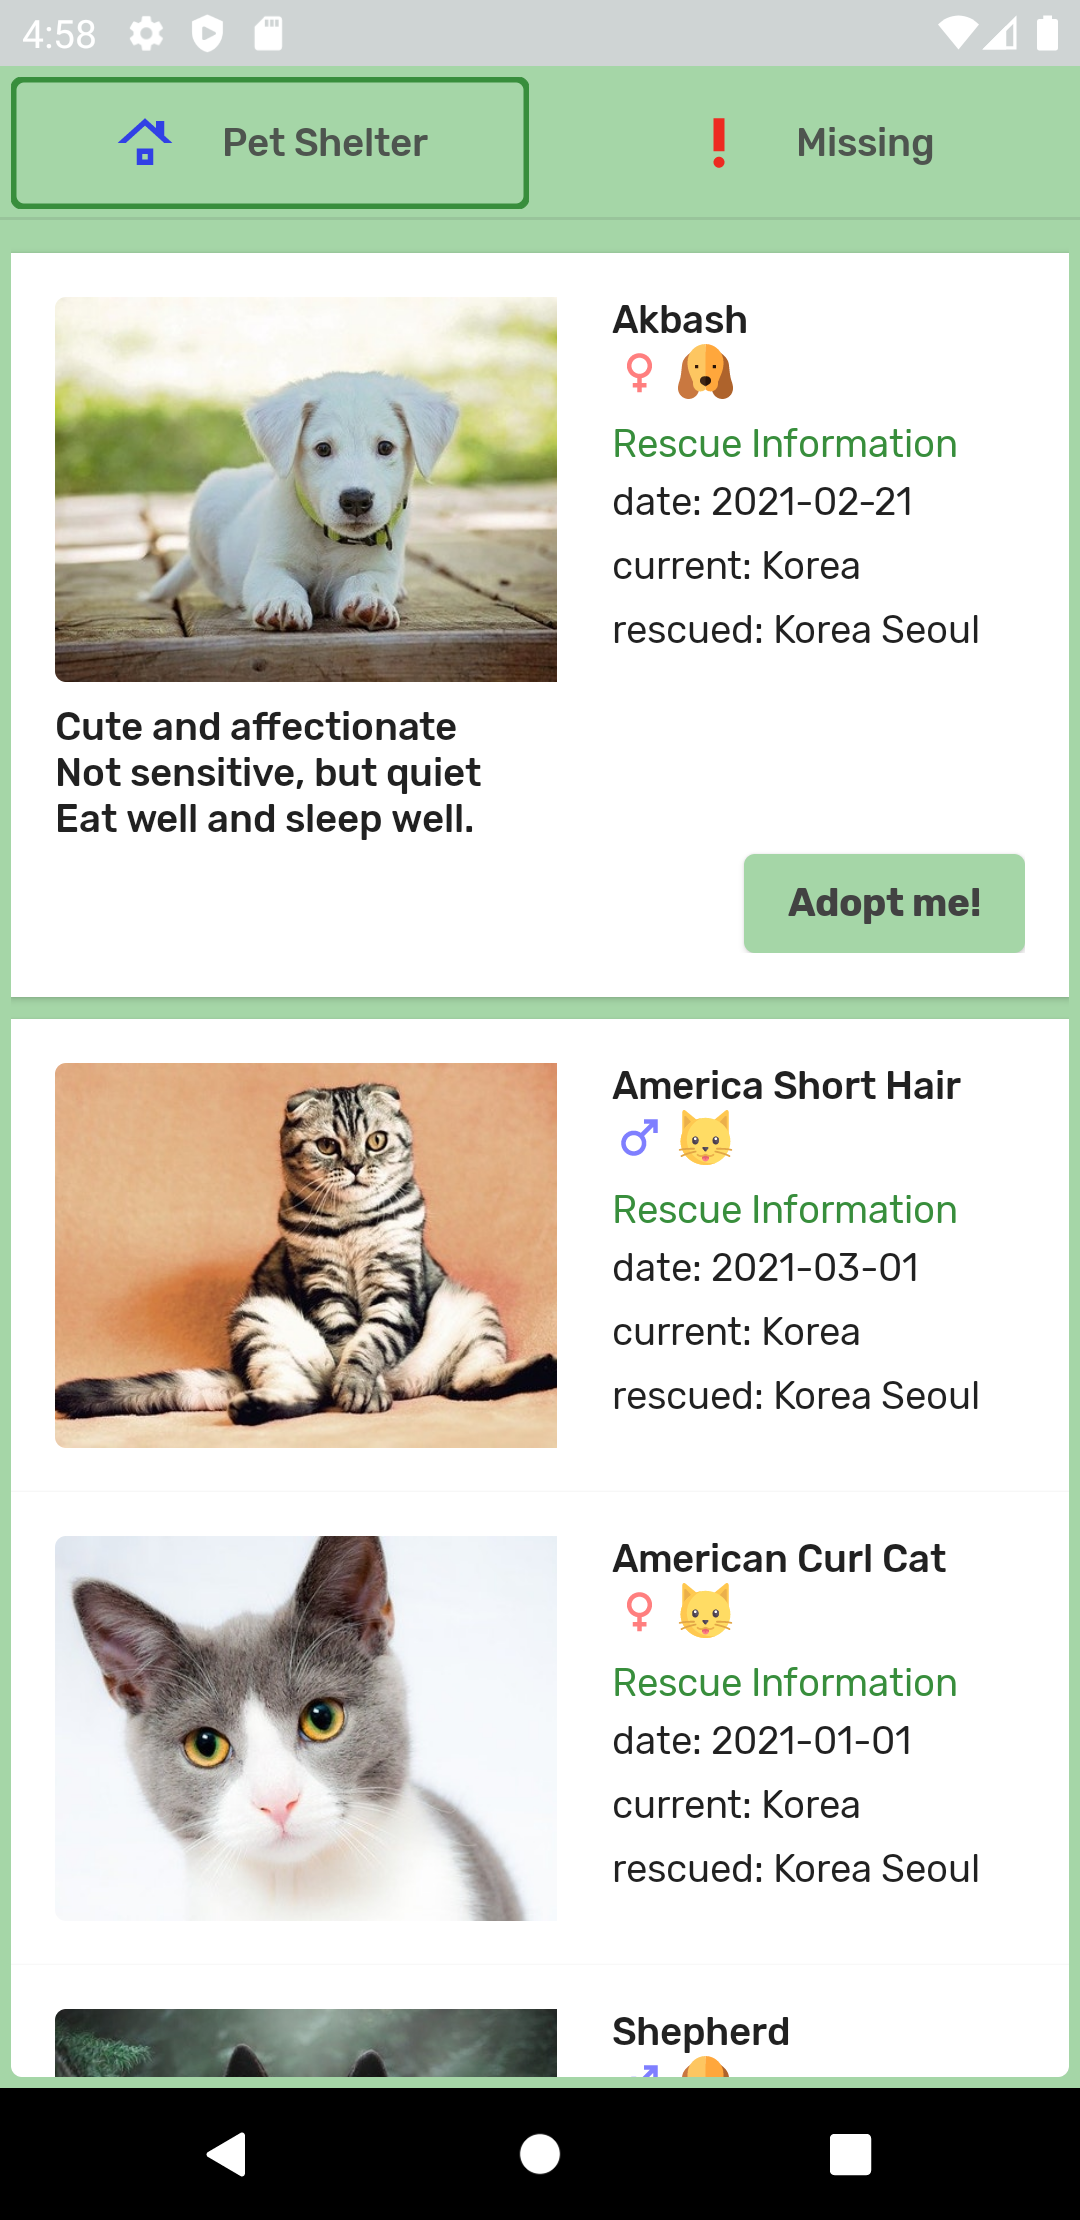 4:58
Pet Shelter
Missing
Akbash
Rescue Information
date: 2021-02-21
current: Korea
rescued: Korea Seoul
Cute and affectionate
Not sensitive, but quiet
Eat well and sleep well.
Adopt me!
America Short Hair
Rescue Information
date: 2021-03-01
current: Korea
rescued: Korea Seoul
American Curl Cat
Rescue Information
date: 2021-01-01
current: Korea
rescued: Korea Seoul
Shepherd